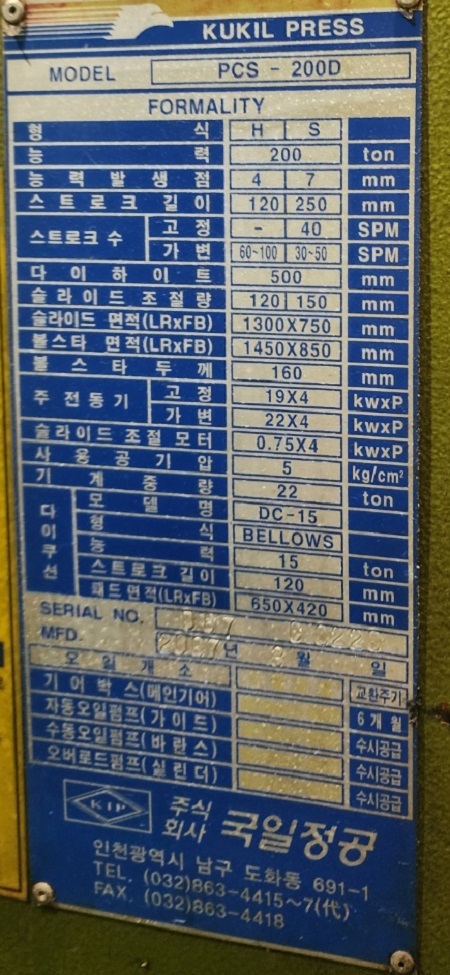 KUKIL PRESS
MODEL PCS - 200D
FORMALITY
형 식 H S
능 력 200 ton
능력발생점 4 7 mm
스트로크 길이 120 250 mm
스트로크 수 고정 - 40 SPM
가변 60~100 30~50 SPM
다이하이트 500 mm
슬라이드 조절량 120 150 mm
슬라이드 면적(LRxFB) 1300X750 mm
볼스타 면적(LRxFB) 1450X850 mm
볼스타두께 160 mm
주전동기 고정 19X4 kwxP
가변 22X4 kwxP
슬라이드 조절 모터 0.75X4 kwxP
사용공기압 5 kg/cm²
기계중량 22 ton
다이쿠션 모델명 DC-15
형식 BELLOWS
능력 15 ton
스트로크 길이 120 mm
패드면적(LRxFB) 650X420 mm
SERIAL NO.
MFD. 년 월 일
오일개소 교환주기
기어박스(메인기어) 6개월
자동오일펌프(가이드) 수시공급
수동오일펌프(바란스) 수시공급
오버로드펌프(실린더) 수시공급
KIP 주식회사 국일정공
인천광역시 남구 도화동 691-1
TEL. (032)863-4415~7(代)
FAX. (032)863-4418